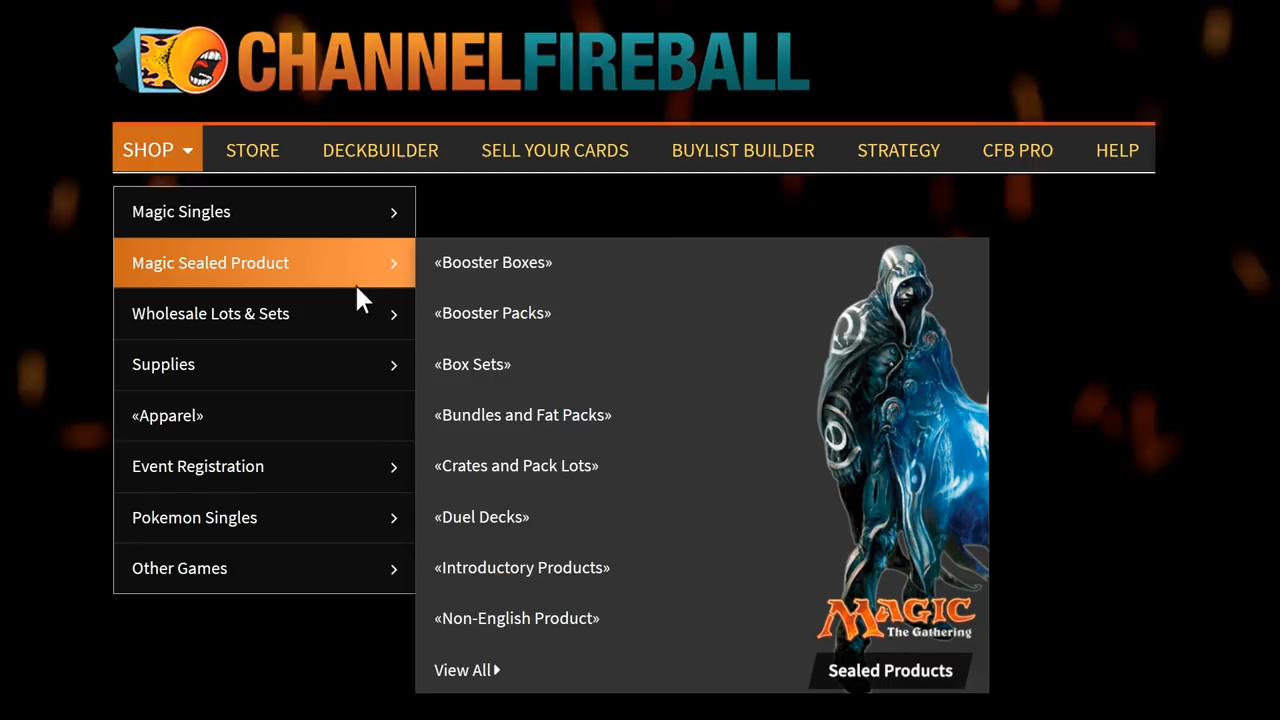 CHANNELFIREBALL
SHOP
STORE
DECKBUILDER
SELL YOUR CARDS
BUYLIST BUILDER
STRATEGY
CFB PRO
HELP
Magic Singles
Magic Sealed Product
Wholesale Lots & Sets
Supplies
«Apparel»
Event Registration
Pokemon Singles
Other Games
«Booster Boxes»
«Booster Packs»
«Box Sets»
«Bundles and Fat Packs»
«Crates and Pack Lots»
«Duel Decks»
«Introductory Products»
«Non-English Product»
View All
MAGIC
The Gathering
Sealed Products